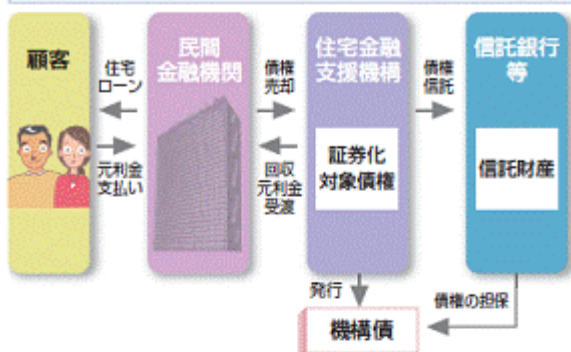 顧客
住宅
ローン
元利金
支払い
民間
金融機関
債権
売却
回収
元利金
受渡
住宅金融
支援機構
証券化
対象債権
債権
信託
信託銀行
等
信託財産
発行
機構債
債権の担保